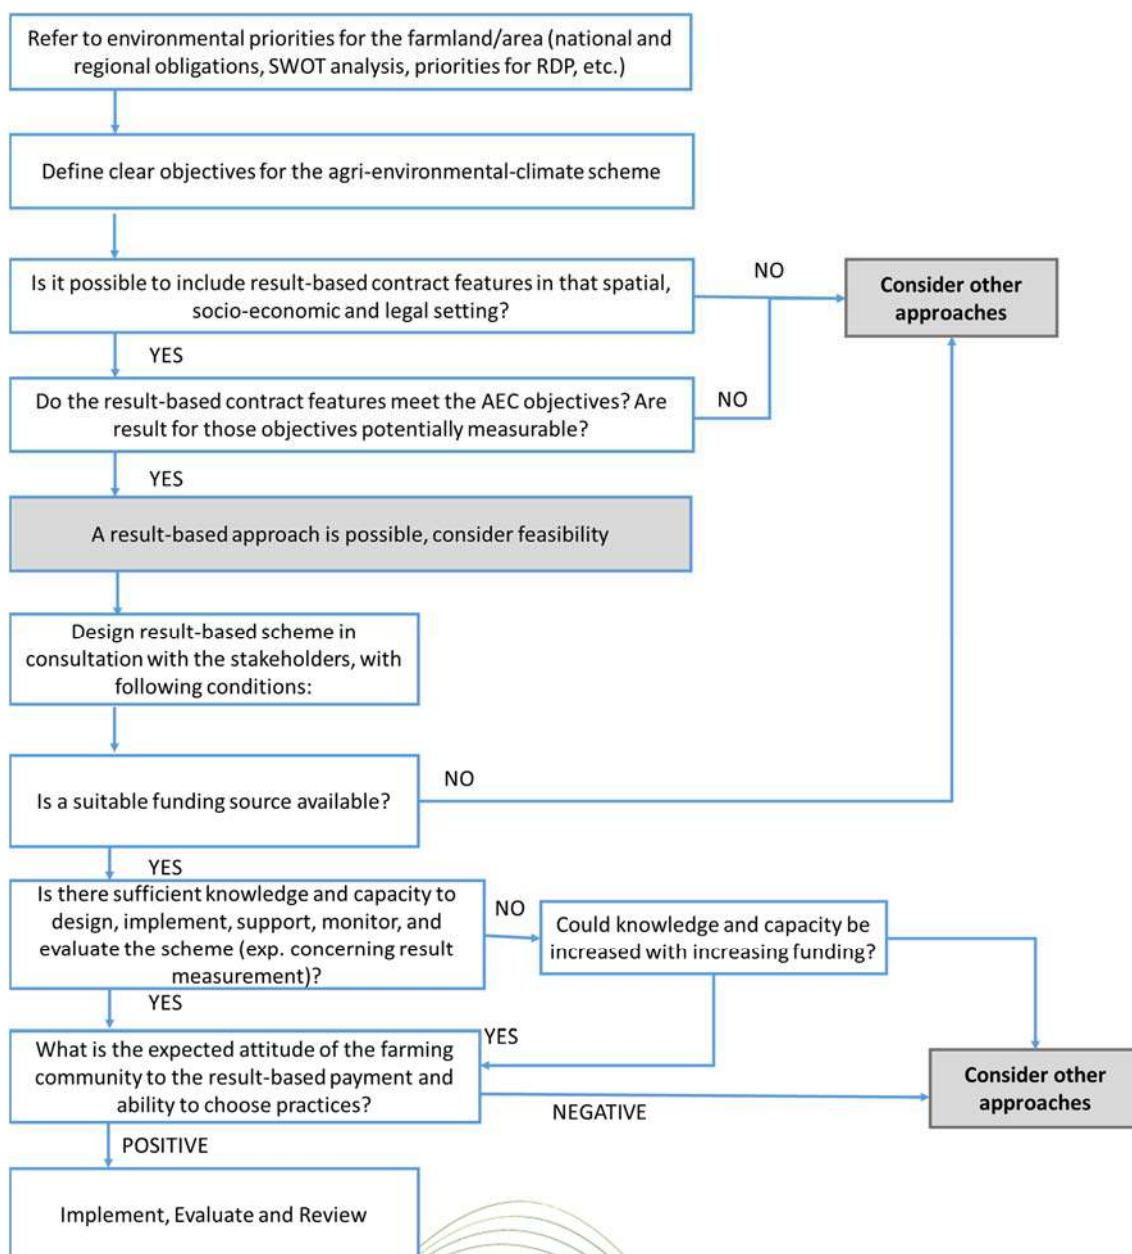 Refer to environmental priorities for the farmland/area (national and
regional obligations, SWOT analysis, priorities for RDP, etc.)
Define clear objectives for the agri-environmental-climate scheme
Is it possible to include result-based contract features in that spatial,
socio-economic and legal setting?
NO
Consider other
approaches
YES
Do the result-based contract features meet the AEC objectives? Are
result for those objectives potentially measurable?
NO
YES
A result-based approach is possible, consider feasibility
Design result-based scheme in
consultation with the stakeholders, with
following conditions:
Is a suitable funding source available?
NO
YES
Is there sufficient knowledge and capacity to
design, implement, support, monitor, and
evaluate the scheme (exp. concerning result
measurement)?
NO
Could knowledge and capacity be
increased with increasing funding?
YES
YES
What is the expected attitude of the farming
community to the result-based payment and
ability to choose practices?
NEGATIVE
Consider other
approaches
POSITIVE
Implement, Evaluate and Review